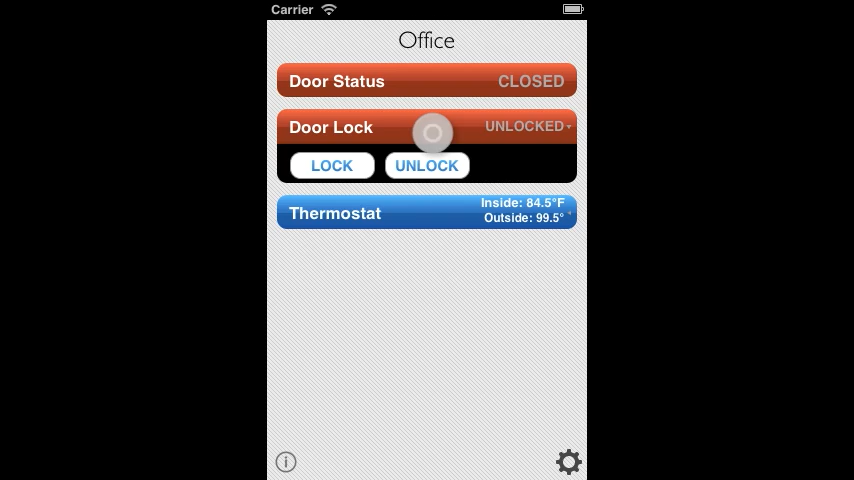 Carrier
Office
Door Status CLOSED
Door Lock UNLOCKED
LOCK UNLOCK
Inside: 84.5°F
Thermostat
Outside: 99.5°